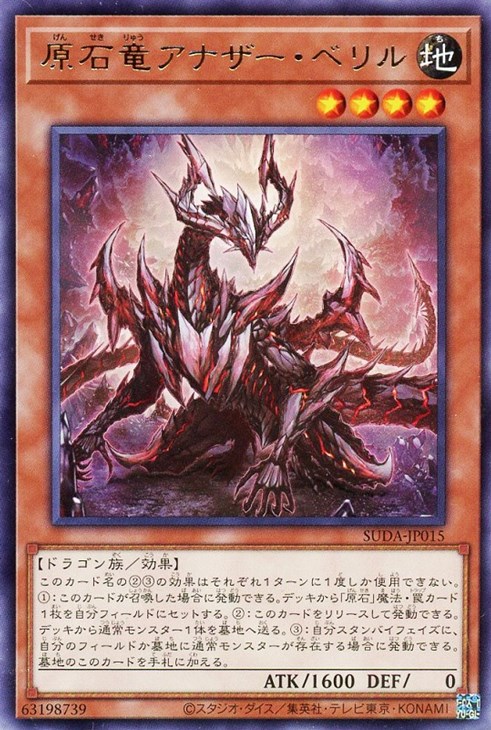 原石竜アナザー・ベリル
地
SUDA-JP015
【ドラゴン族／効果】
このカード名の②③の効果はそれぞれ1ターンに1度しか使用できない。
①：このカードが召喚した場合に発動できる。デッキから「原石」魔法・罠カード
1枚を自分フィールドにセットする。②：このカードをリリースして発動できる。
デッキから通常モンスター1体を墓地へ送る。③：自分スタンバイフェイズに、
自分のフィールドか墓地に通常モンスターが存在する場合に発動できる。
墓地のこのカードを手札に加える。
ATK/1600 DEF/ 0
63198739 ©スタジオ・ダイス／集英社・テレビ東京・KONAMI